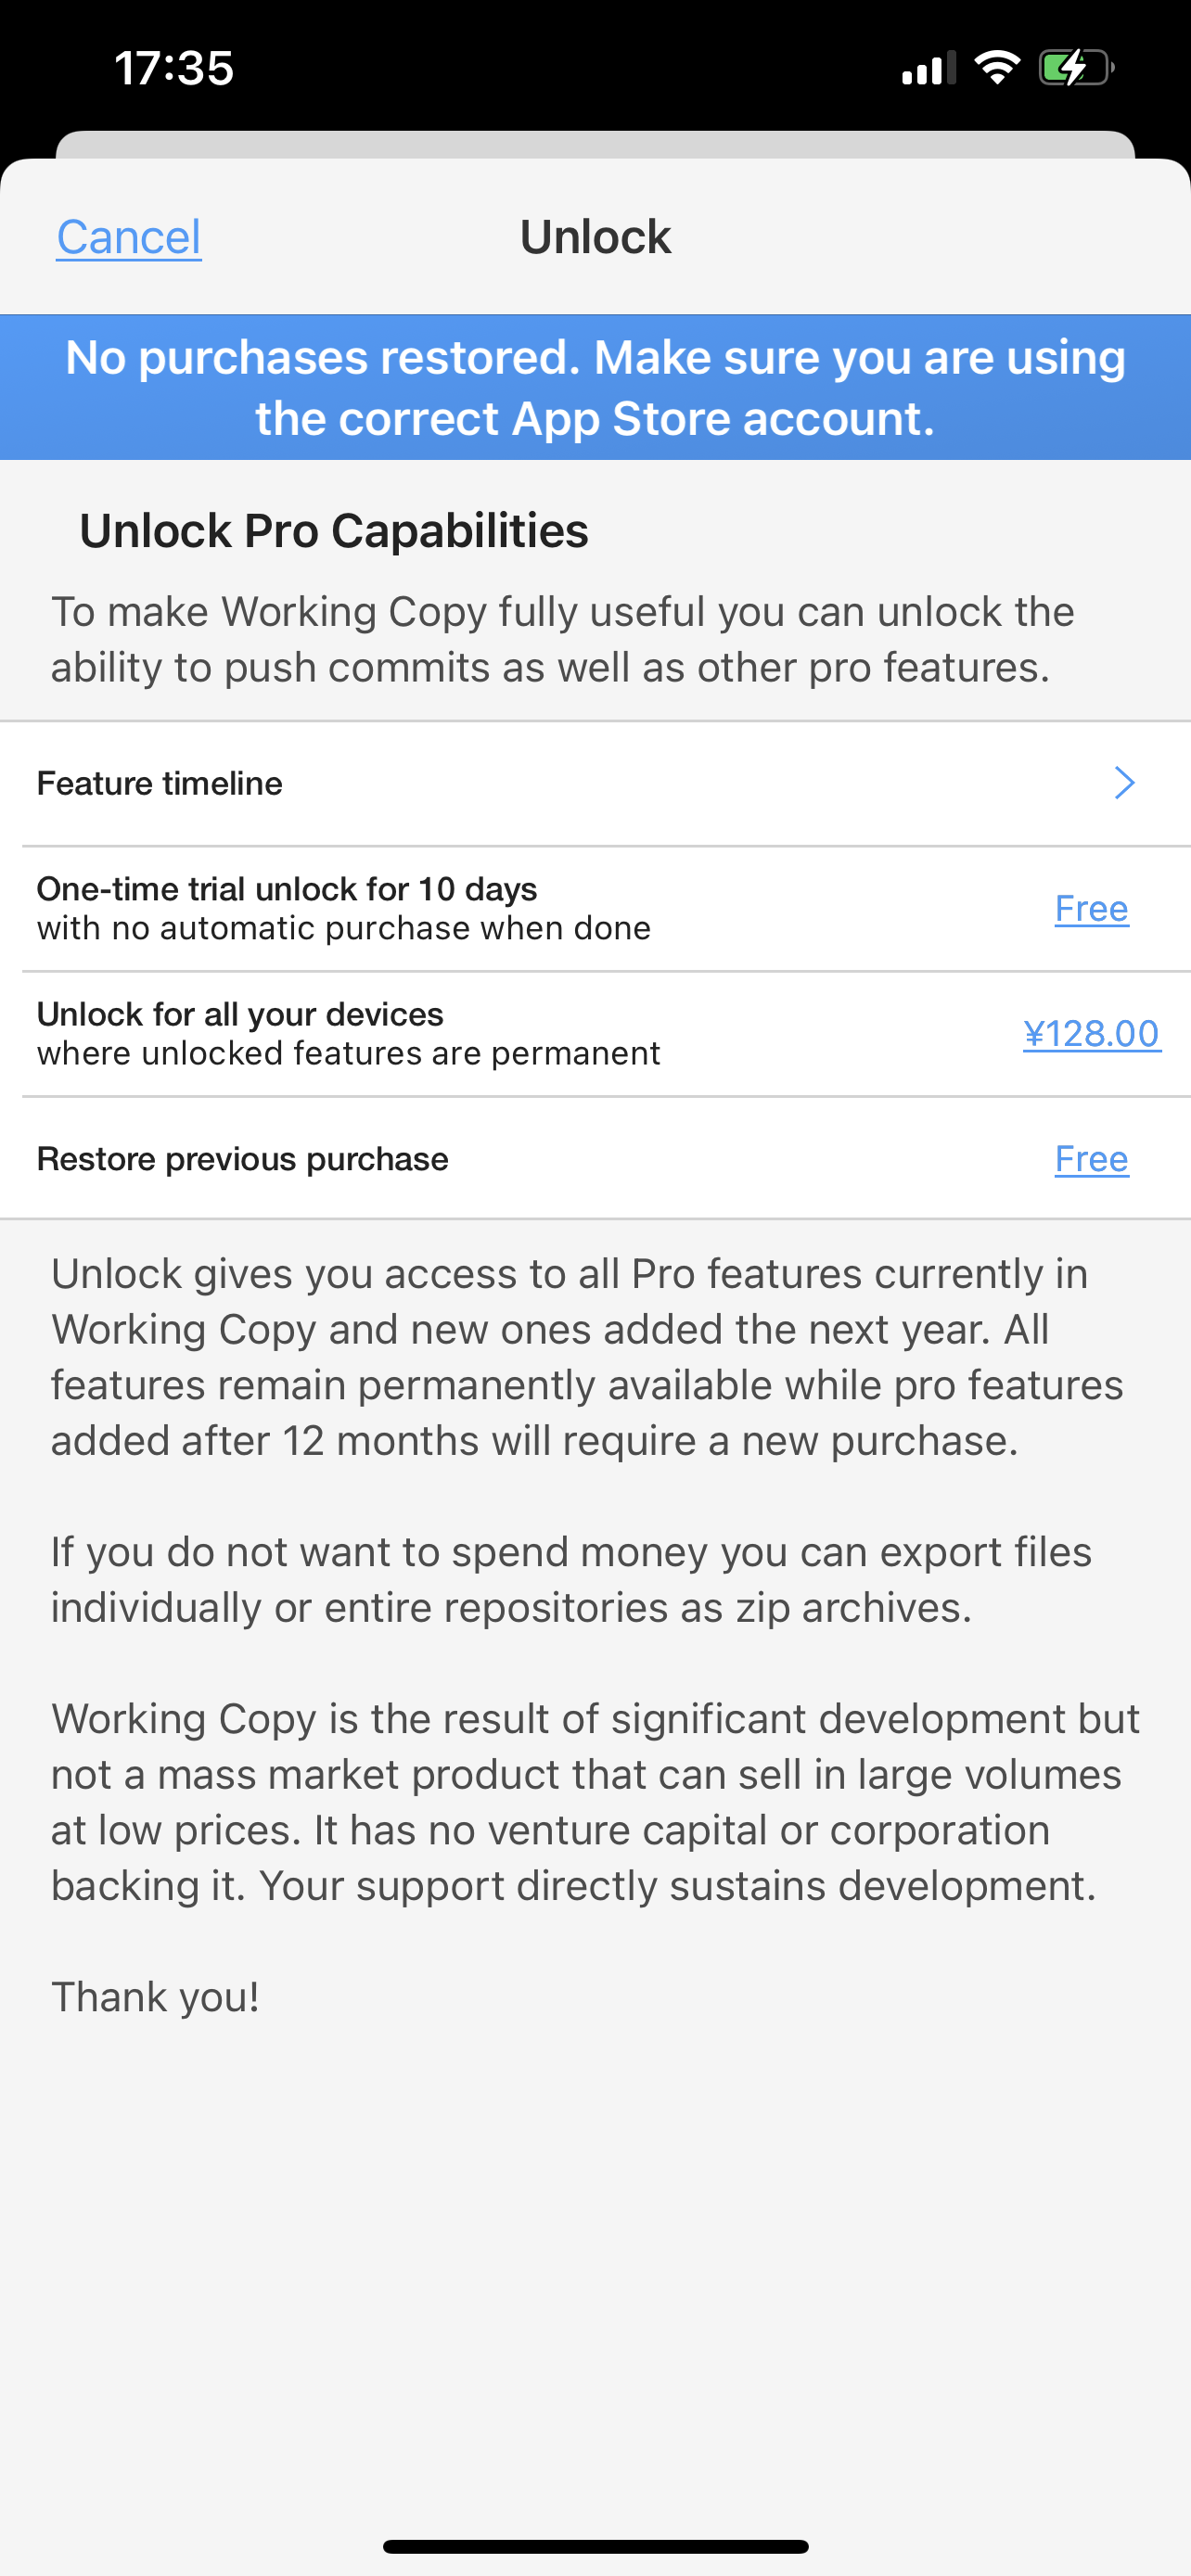 17:35
Cancel
Unlock
No purchases restored. Make sure you are using
the correct App Store account.
Unlock Pro Capabilities
To make Working Copy fully useful you can unlock the
ability to push commits as well as other pro features.
Feature timeline
One-time trial unlock for 10 days
with no automatic purchase when done
Free
Unlock for all your devices
where unlocked features are permanent
¥128.00
Restore previous purchase
Free
Unlock gives you access to all Pro features currently in
Working Copy and new ones added the next year. All
features remain permanently available while pro features
added after 12 months will require a new purchase.
If you do not want to spend money you can export files
individually or entire repositories as zip archives.
Working Copy is the result of significant development but
not a mass market product that can sell in large volumes
at low prices. It has no venture capital or corporation
backing it. Your support directly sustains development.
Thank you!